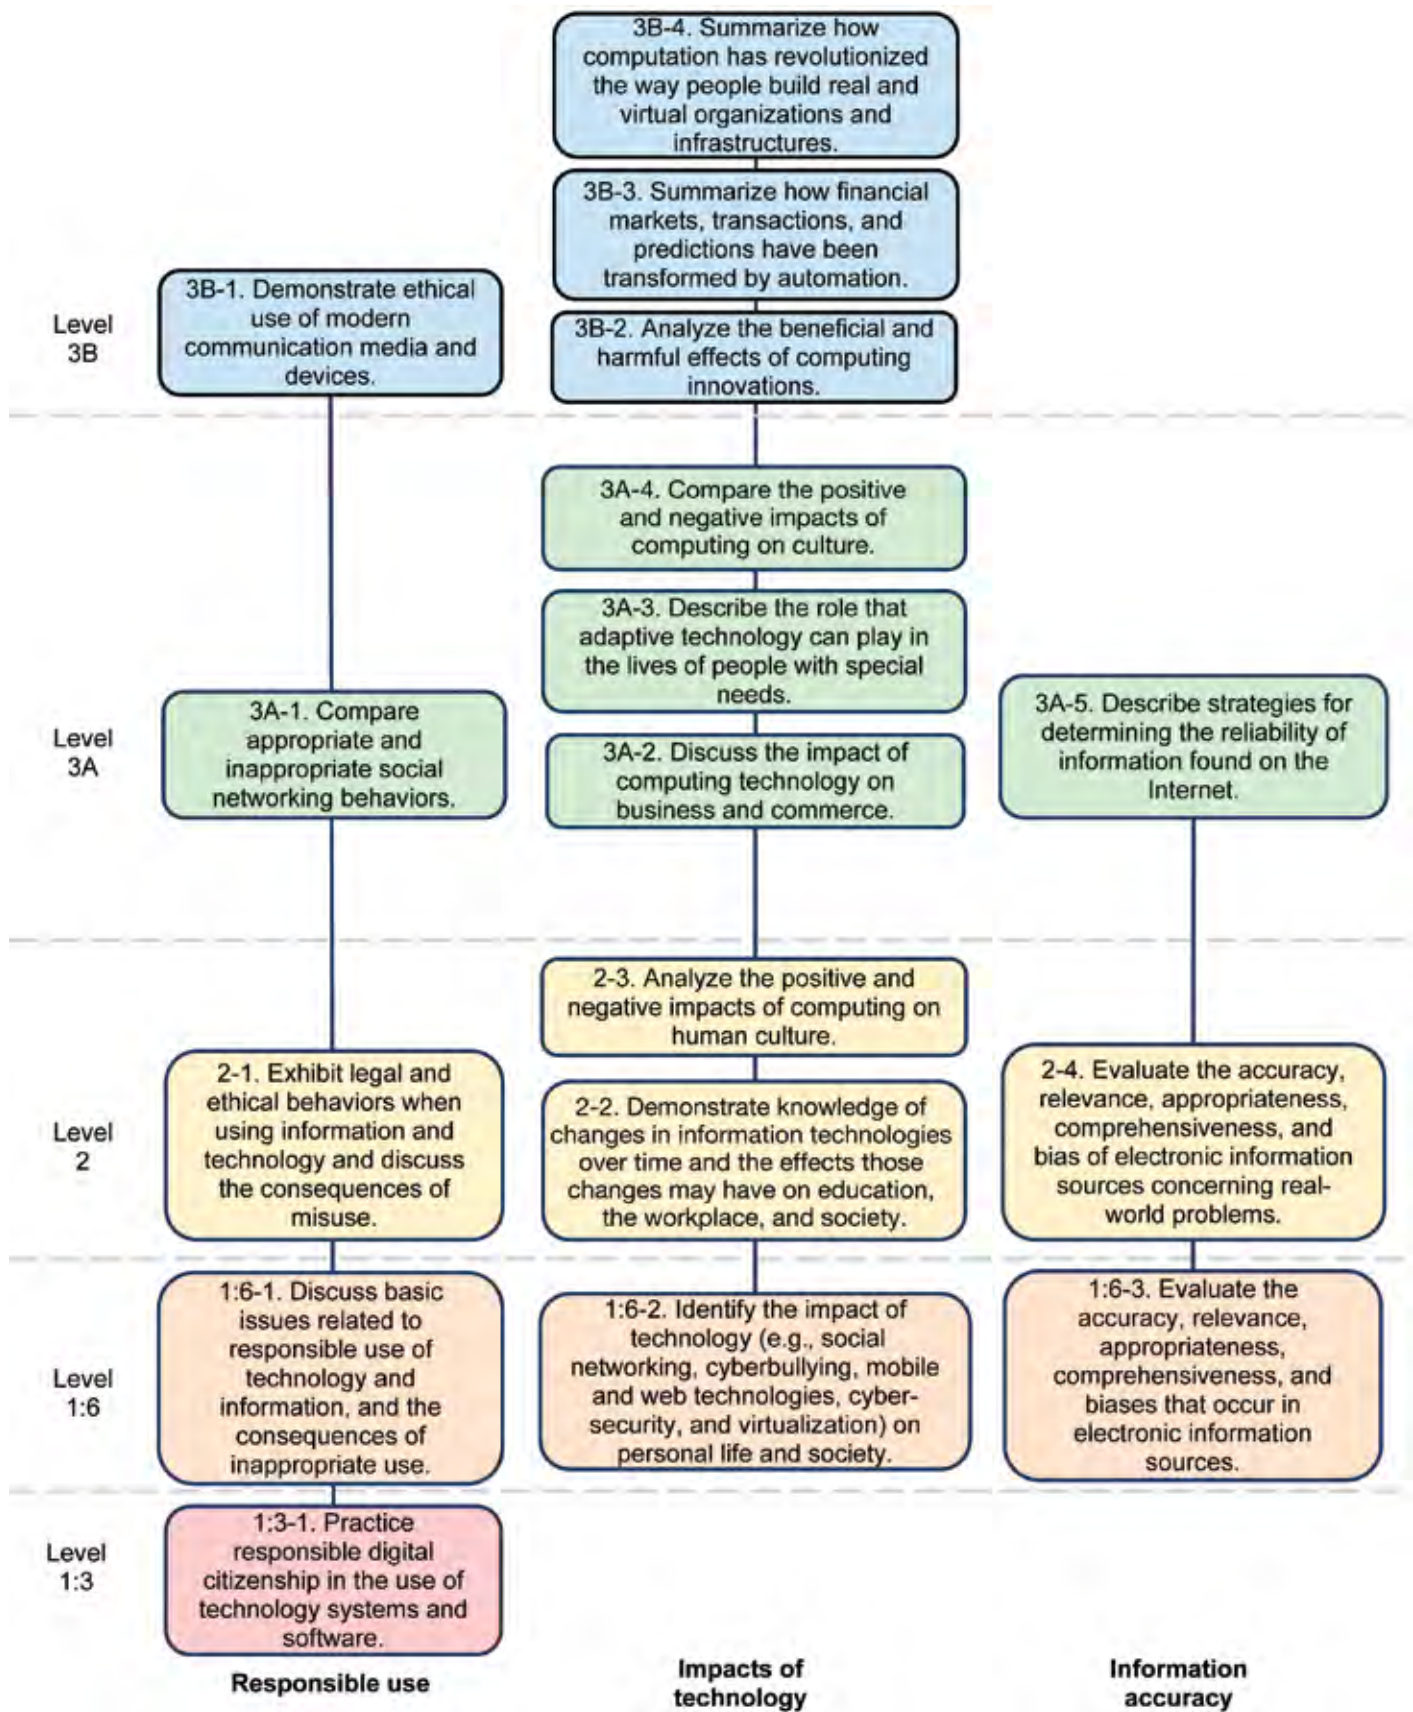 3B-4. Summarize how
computation has revolutionized
the way people build real and
virtual organizations and
infrastructures.
3B-3. Summarize how financial
markets, transactions, and
predictions have been
transformed by automation.
Level
3B
3B-1. Demonstrate ethical
use of modern
communication media and
devices.
3B-2. Analyze the beneficial and
harmful effects of computing
innovations.
3A-4. Compare the positive
and negative impacts of
computing on culture.
3A-3. Describe the role that
adaptive technology can play in
the lives of people with special
needs.
Level
3A
3A-1. Compare
appropriate and
inappropriate social
networking behaviors.
3A-2. Discuss the impact of
computing technology on
business and commerce.
3A-5. Describe strategies for
determining the reliability of
information found on the
Internet.
2-3. Analyze the positive and
negative impacts of computing on
human culture.
Level
2
2-1. Exhibit legal and
ethical behaviors when
using information and
technology and discuss
the consequences of
misuse.
2-2. Demonstrate knowledge of
changes in information technologies
over time and the effects those
changes may have on education,
the workplace, and society.
2-4. Evaluate the accuracy,
relevance, appropriateness,
comprehensiveness, and
bias of electronic information
sources concerning real-
world problems.
Level
1:6
1:6-1. Discuss basic
issues related to
responsible use of
technology and
information, and the
consequences of
inappropriate use.
1:6-2. Identify the impact of
technology (e.g., social
networking, cyberbullying, mobile
and web technologies, cyber-
security, and virtualization) on
personal life and society.
1:6-3. Evaluate the
accuracy, relevance,
appropriateness,
comprehensiveness, and
biases that occur in
electronic information
sources.
Level
1:3
1:3-1. Practice
responsible digital
citizenship in the use of
technology systems and
software.
Responsible use
Impacts of
technology
Information
accuracy